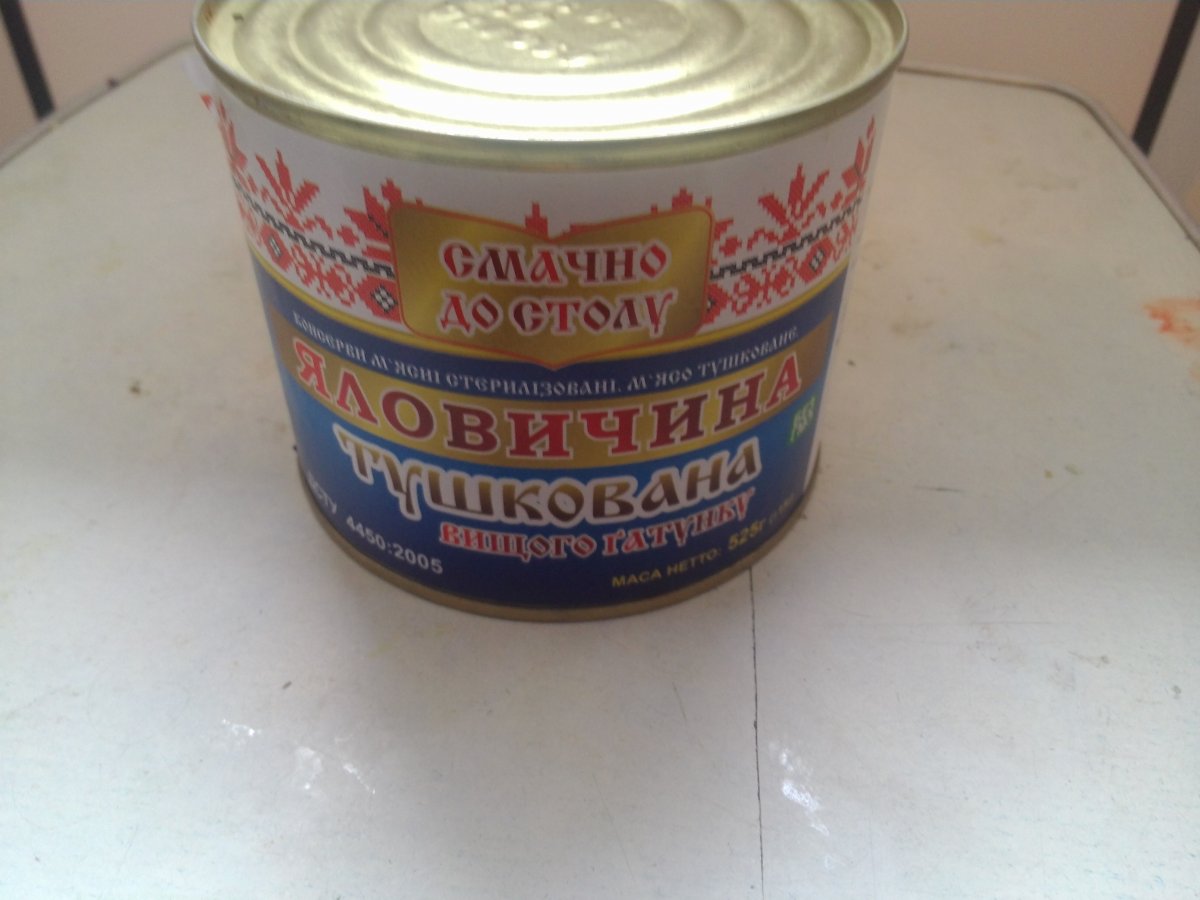 СМАЧНО
ДО СТОЛУ
КОНСЕРВИ М'ЯСНІ СТЕРИЛІЗОВАНІ. М'ЯСО ТУШКОВАНЕ.
ЯЛОВИЧИНА
ТУШКОВАНА
ВИЩОГО ҐАТУНКУ
ДСТУ 4450:2005
МАСА НЕТТО: 525г